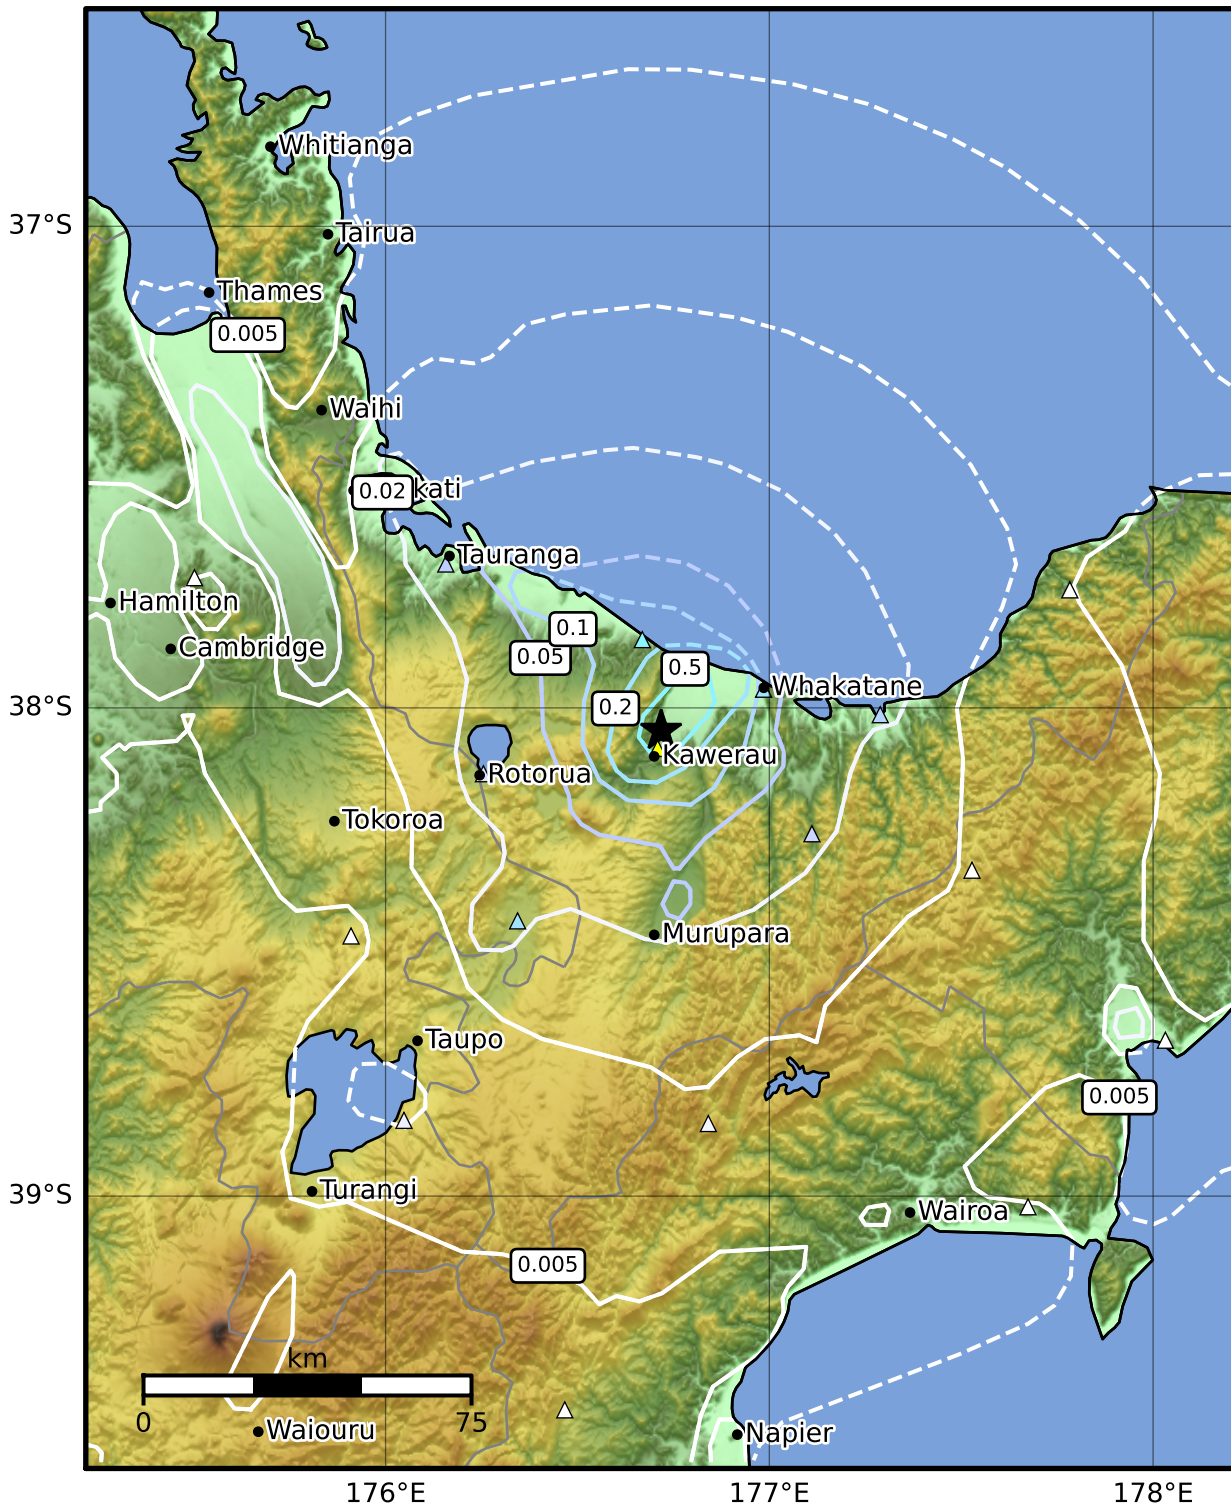 Whitianga
37°S
Tairua
Thames
0.005
Waihi
0.02
kati
Tauranga
Hamilton
0.1
Cambridge
0.05
0.5
Whakatane
38°S
0.2
Kawerau
Rotorua
Tokoroa
Murupara
Taupo
0.005
39°S
Turangi
Wairoa
0.005
km
0
75
Waiouru
Napier
176°E
177°E
178°E